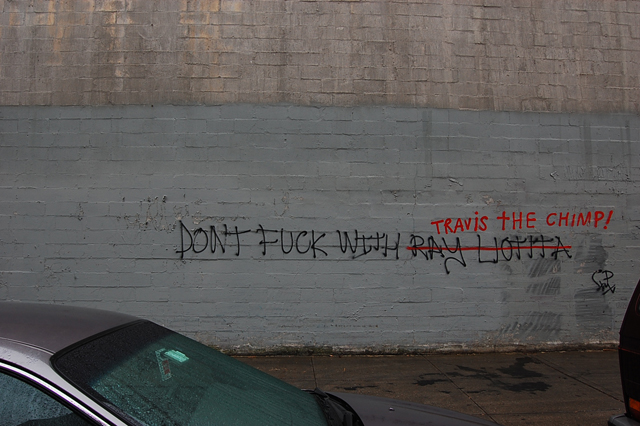 TRAViS THE CHIMP!
DONT FUCK WITH RAY LIOTTA